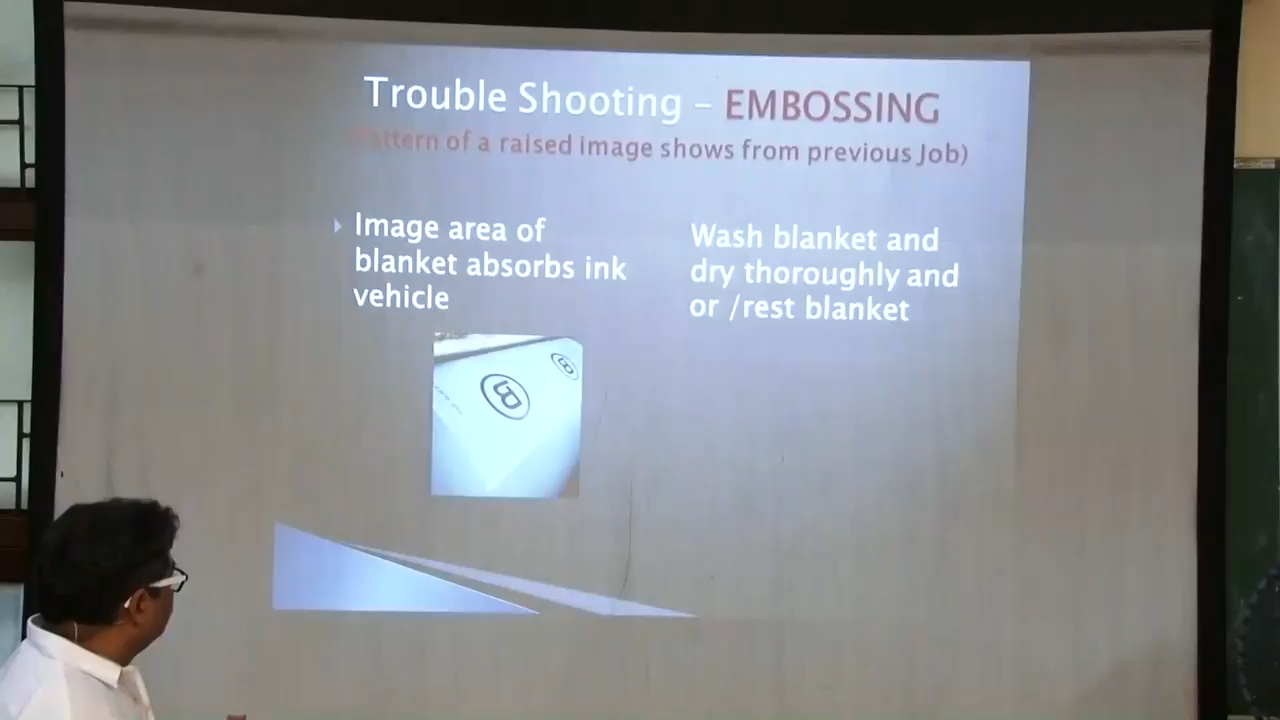 Trouble Shooting – EMBOSSING
Pattern of a raised image shows from previous Job)
Image area of
blanket absorbs ink
vehicle
Wash blanket and
dry thoroughly and
or /rest blanket
B
B